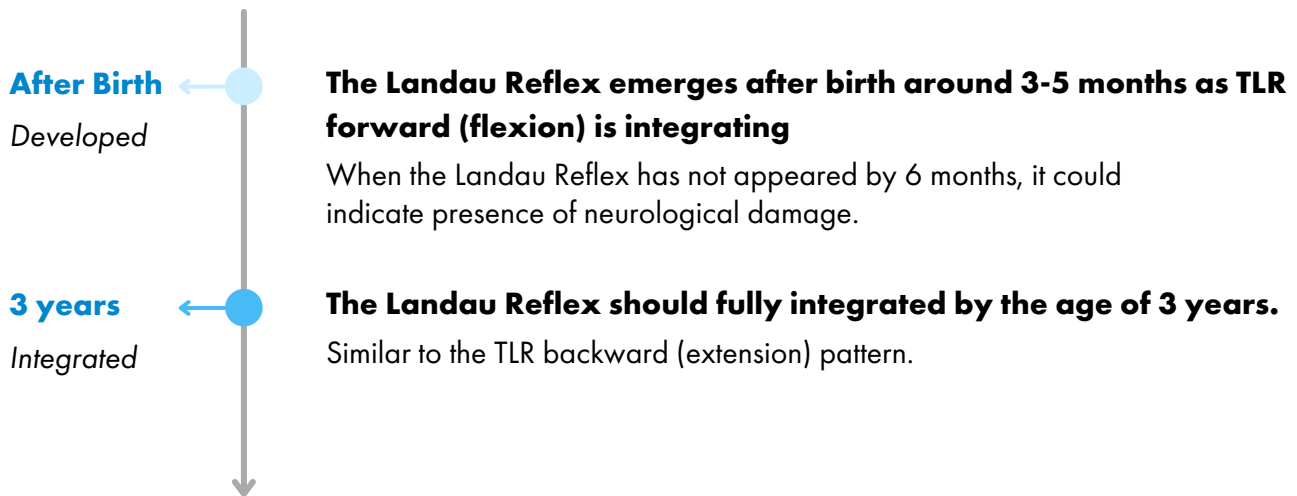 After Birth
Developed
The Landau Reflex emerges after birth around 3-5 months as TLR
forward (flexion) is integrating
When the Landau Reflex has not appeared by 6 months, it could
indicate presence of neurological damage.
3 years
Integrated
The Landau Reflex should fully integrated by the age of 3 years.
Similar to the TLR backward (extension) pattern.